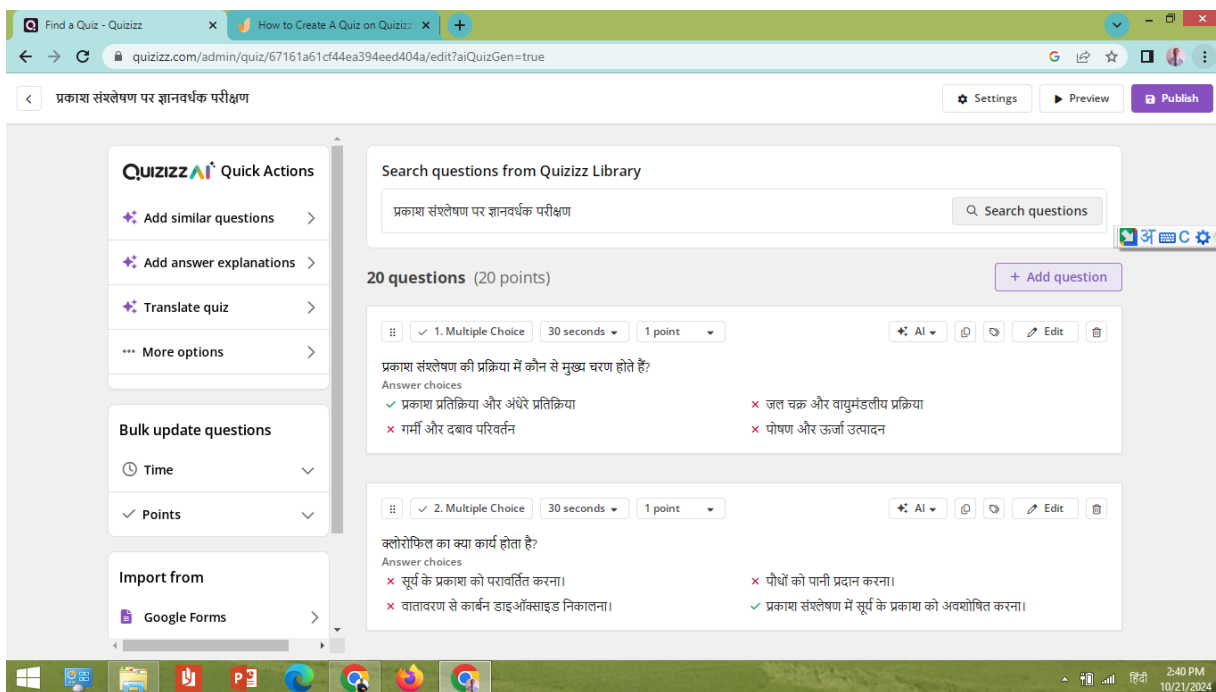 Find a Quiz - Quizizz
How to Create A Quiz on Quizizz
quizizz.com/admin/quiz/67161a61cf44ea394eed404a/edit?aiQuizGen=true
प्रकाश संश्लेषण पर ज्ञानवर्धक परीक्षण
Settings
Preview
Publish
QUIZIZZ AI Quick Actions
Add similar questions
Add answer explanations
Translate quiz
More options
Bulk update questions
Time
Points
Import from
Google Forms
Search questions from Quizizz Library
प्रकाश संश्लेषण पर ज्ञानवर्धक परीक्षण
Search questions
अ C
20 questions (20 points)
+ Add question
1. Multiple Choice 30 seconds 1 point AI Edit
प्रकाश संश्लेषण की प्रक्रिया में कौन से मुख्य चरण होते हैं?
Answer choices
प्रकाश प्रतिक्रिया और अंधेरे प्रतिक्रिया
जल चक्र और वायुमंडलीय प्रक्रिया
गर्मी और दबाव परिवर्तन
पोषण और ऊर्जा उत्पादन
2. Multiple Choice 30 seconds 1 point AI Edit
क्लोरोफिल का क्या कार्य होता है?
Answer choices
सूर्य के प्रकाश को परावर्तित करना।
पौधों को पानी प्रदान करना।
वातावरण से कार्बन डाइऑक्साइड निकालना।
प्रकाश संश्लेषण में सूर्य के प्रकाश को अवशोषित करना।
हिंदी
2:40 PM
10/21/2024